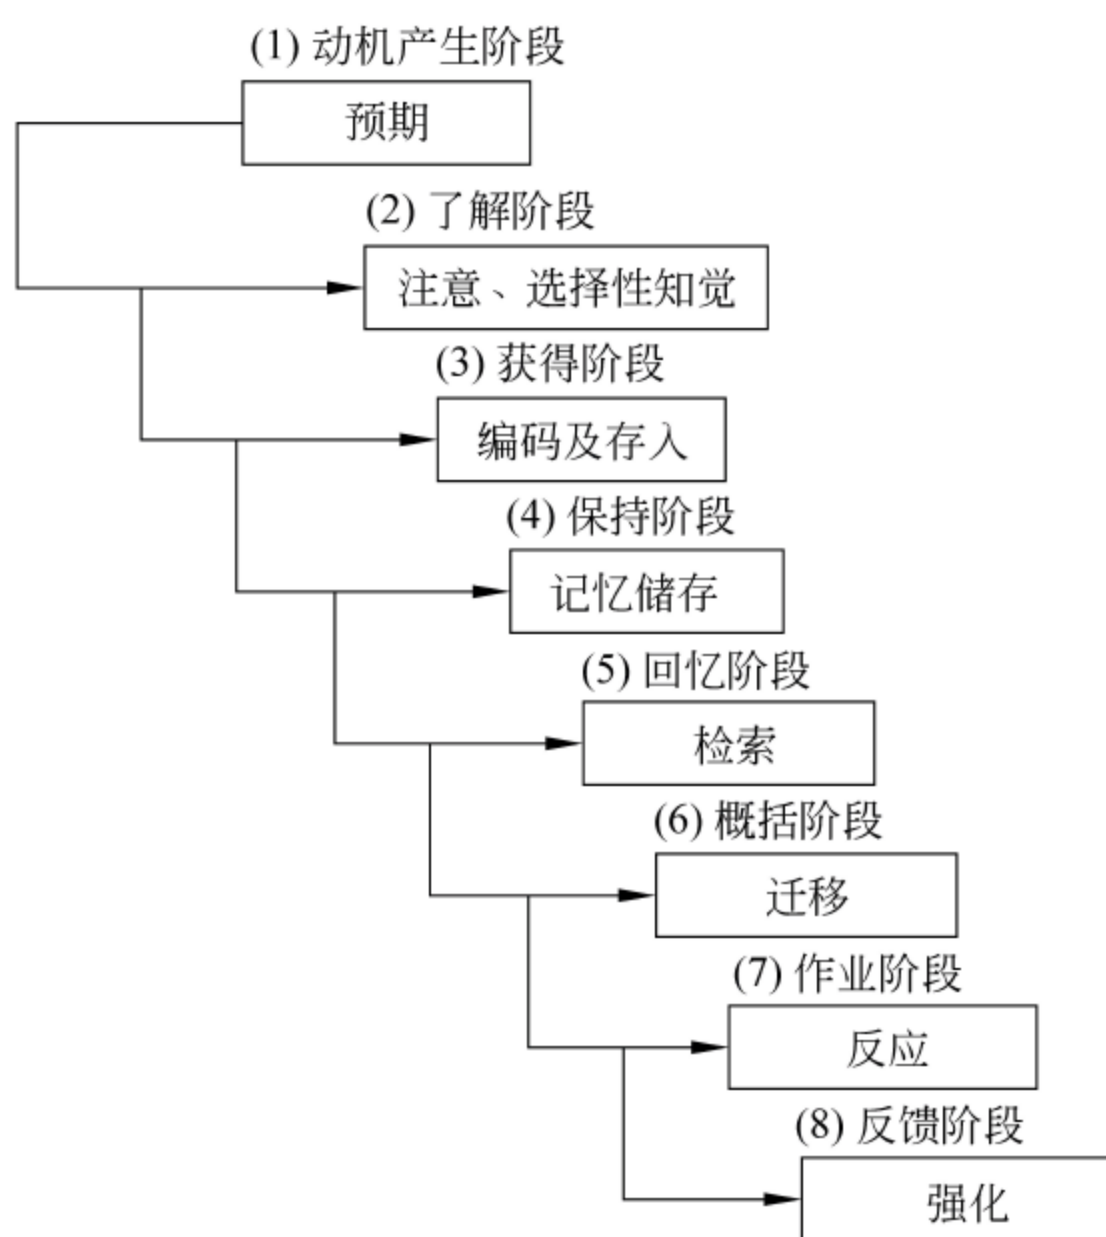 (1) 动机产生阶段
预期
(2) 了解阶段
注意、选择性知觉
(3) 获得阶段
编码及存入
(4) 保持阶段
记忆储存
(5) 回忆阶段
检索
(6) 概括阶段
迁移
(7) 作业阶段
反应
(8) 反馈阶段
强化